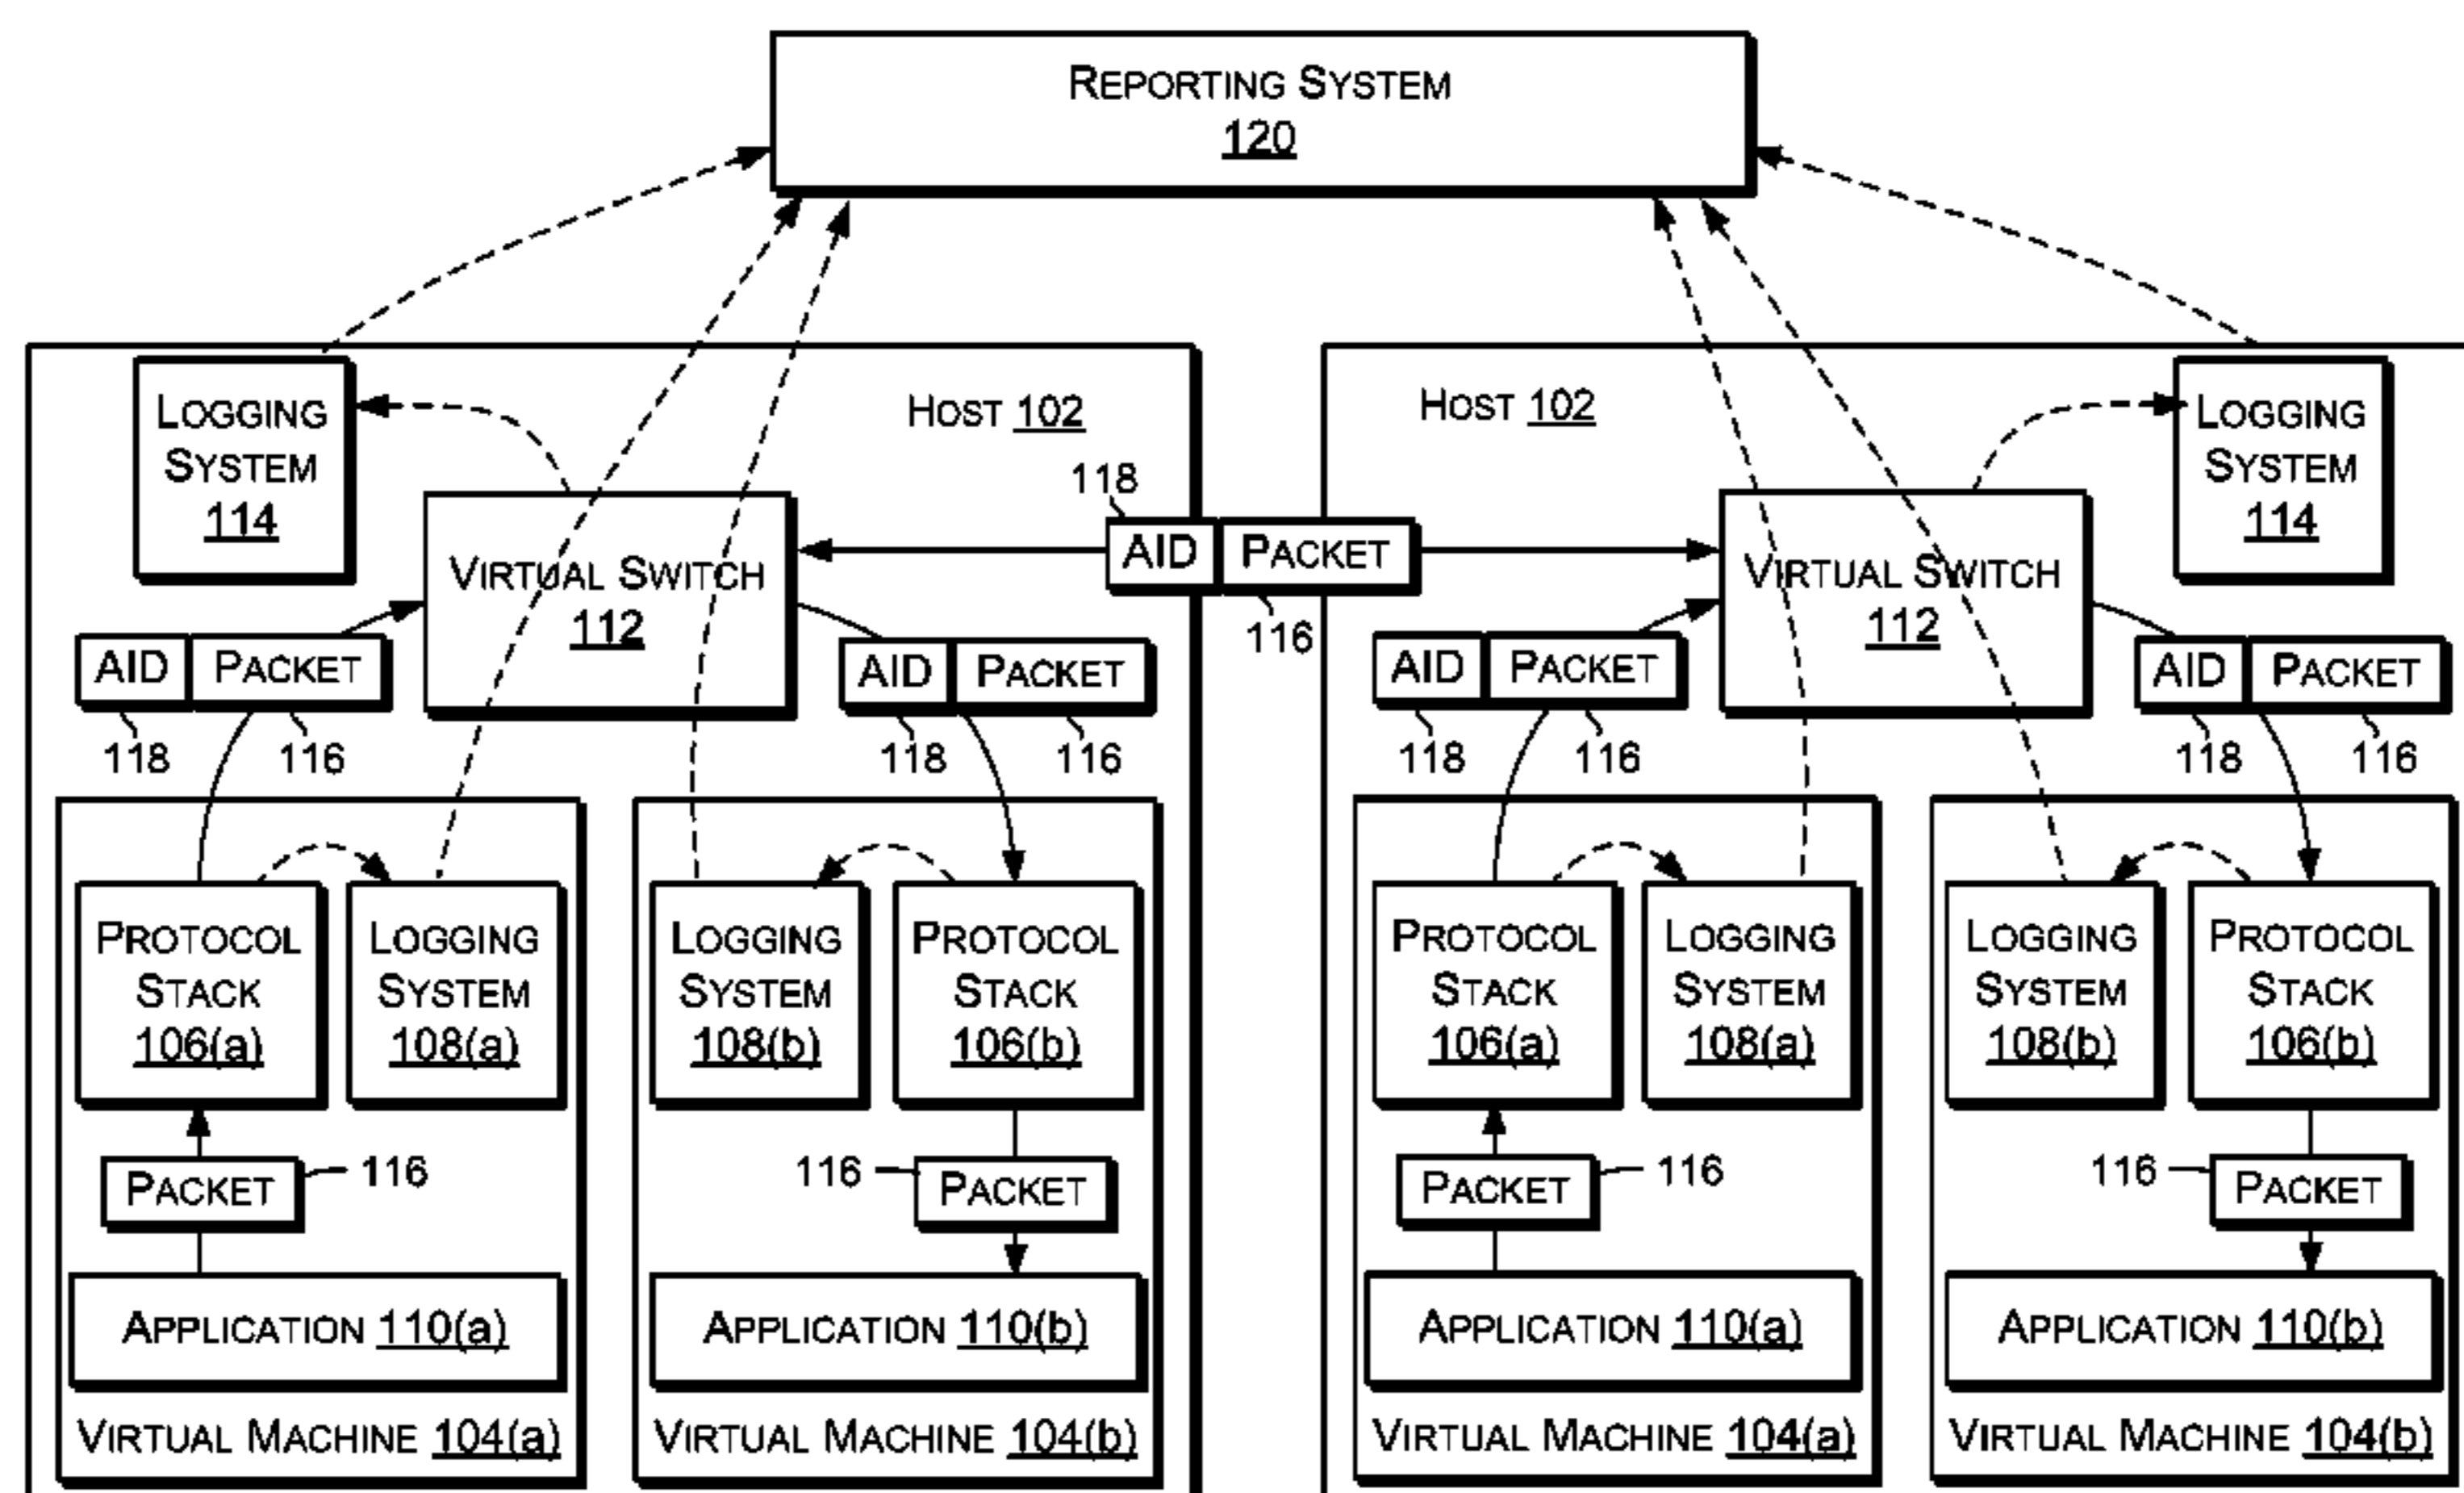 REPORTING SYSTEM
120
HOST 102
HOST 102
LOGGING
SYSTEM
114
LOGGING
SYSTEM
114
118
AID PACKET
116
VIRTUAL SWITCH
112
VIRTUAL SWITCH
112
AID PACKET
118 116
AID PACKET
118 116
AID PACKET
118 116
AID PACKET
118 116
PROTOCOL
STACK
106(a)
LOGGING
SYSTEM
108(a)
PACKET 116
APPLICATION 110(a)
VIRTUAL MACHINE 104(a)
LOGGING
SYSTEM
108(b)
PROTOCOL
STACK
106(b)
116 PACKET
APPLICATION 110(b)
VIRTUAL MACHINE 104(b)
PROTOCOL
STACK
106(a)
LOGGING
SYSTEM
108(a)
PACKET 116
APPLICATION 110(a)
VIRTUAL MACHINE 104(a)
LOGGING
SYSTEM
108(b)
PROTOCOL
STACK
106(b)
116 PACKET
APPLICATION 110(b)
VIRTUAL MACHINE 104(b)